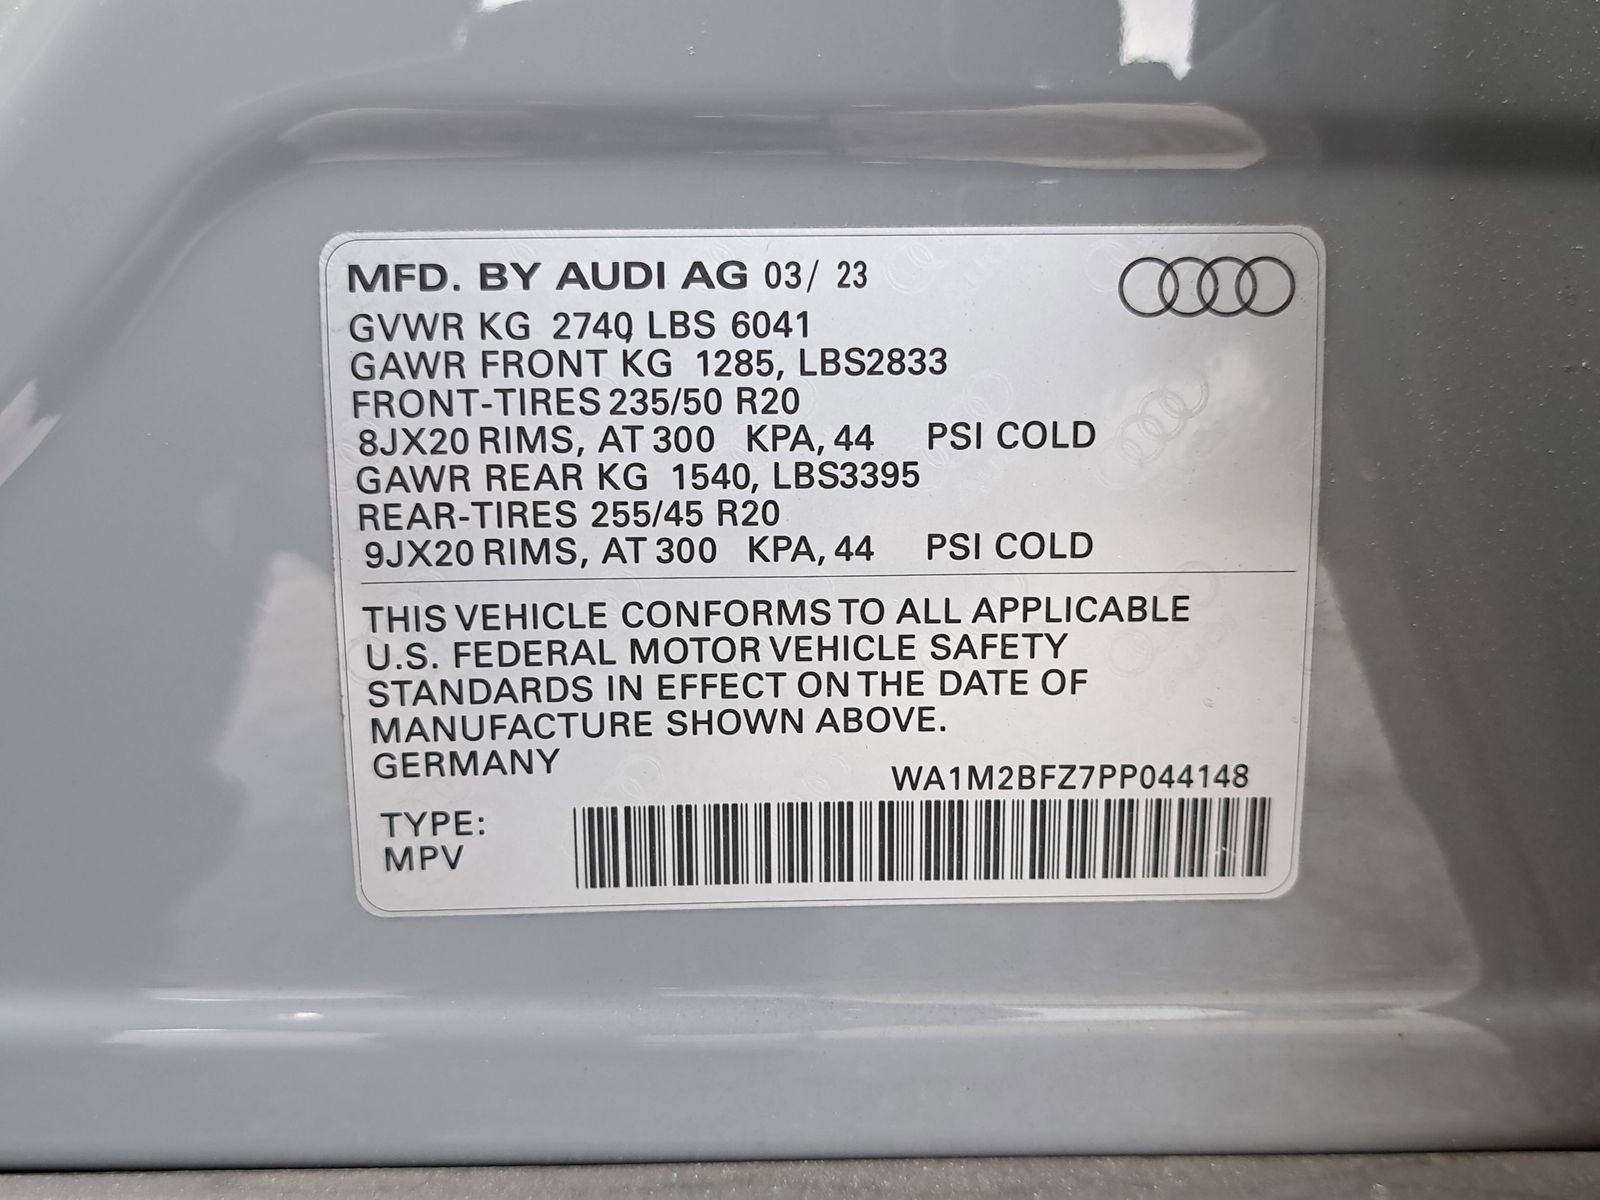 MFD. BY AUDI AG 03/ 23
GVWR KG 2740, LBS 6041
GAWR FRONT KG 1285, LBS2833
FRONT-TIRES 235/50 R20
8JX20 RIMS, AT 300 KPA, 44 PSI COLD
GAWR REAR KG 1540, LBS3395
REAR-TIRES 255/45 R20
9JX20 RIMS, AT 300 KPA, 44 PSI COLD
THIS VEHICLE CONFORMS TO ALL APPLICABLE
U.S. FEDERAL MOTOR VEHICLE SAFETY
STANDARDS IN EFFECT ON THE DATE OF
MANUFACTURE SHOWN ABOVE.
GERMANY
WA1M2BFZ7PP044148
TYPE:
MPV